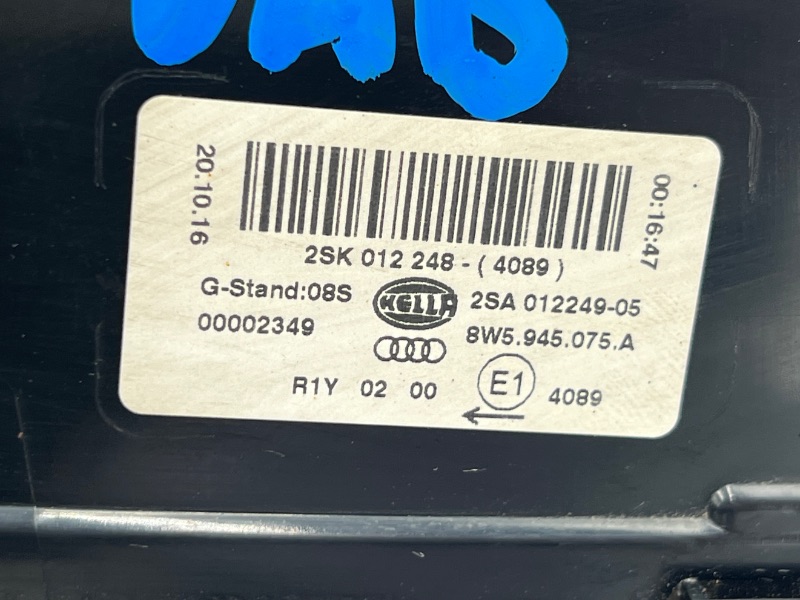 20.10.16
00:16:47
2SK 012 248 - ( 4089 )
G-Stand:08S
HELLA
2SA 012249-05
00002349
8W5.945.075.A
R1Y 02 00
E1
4089